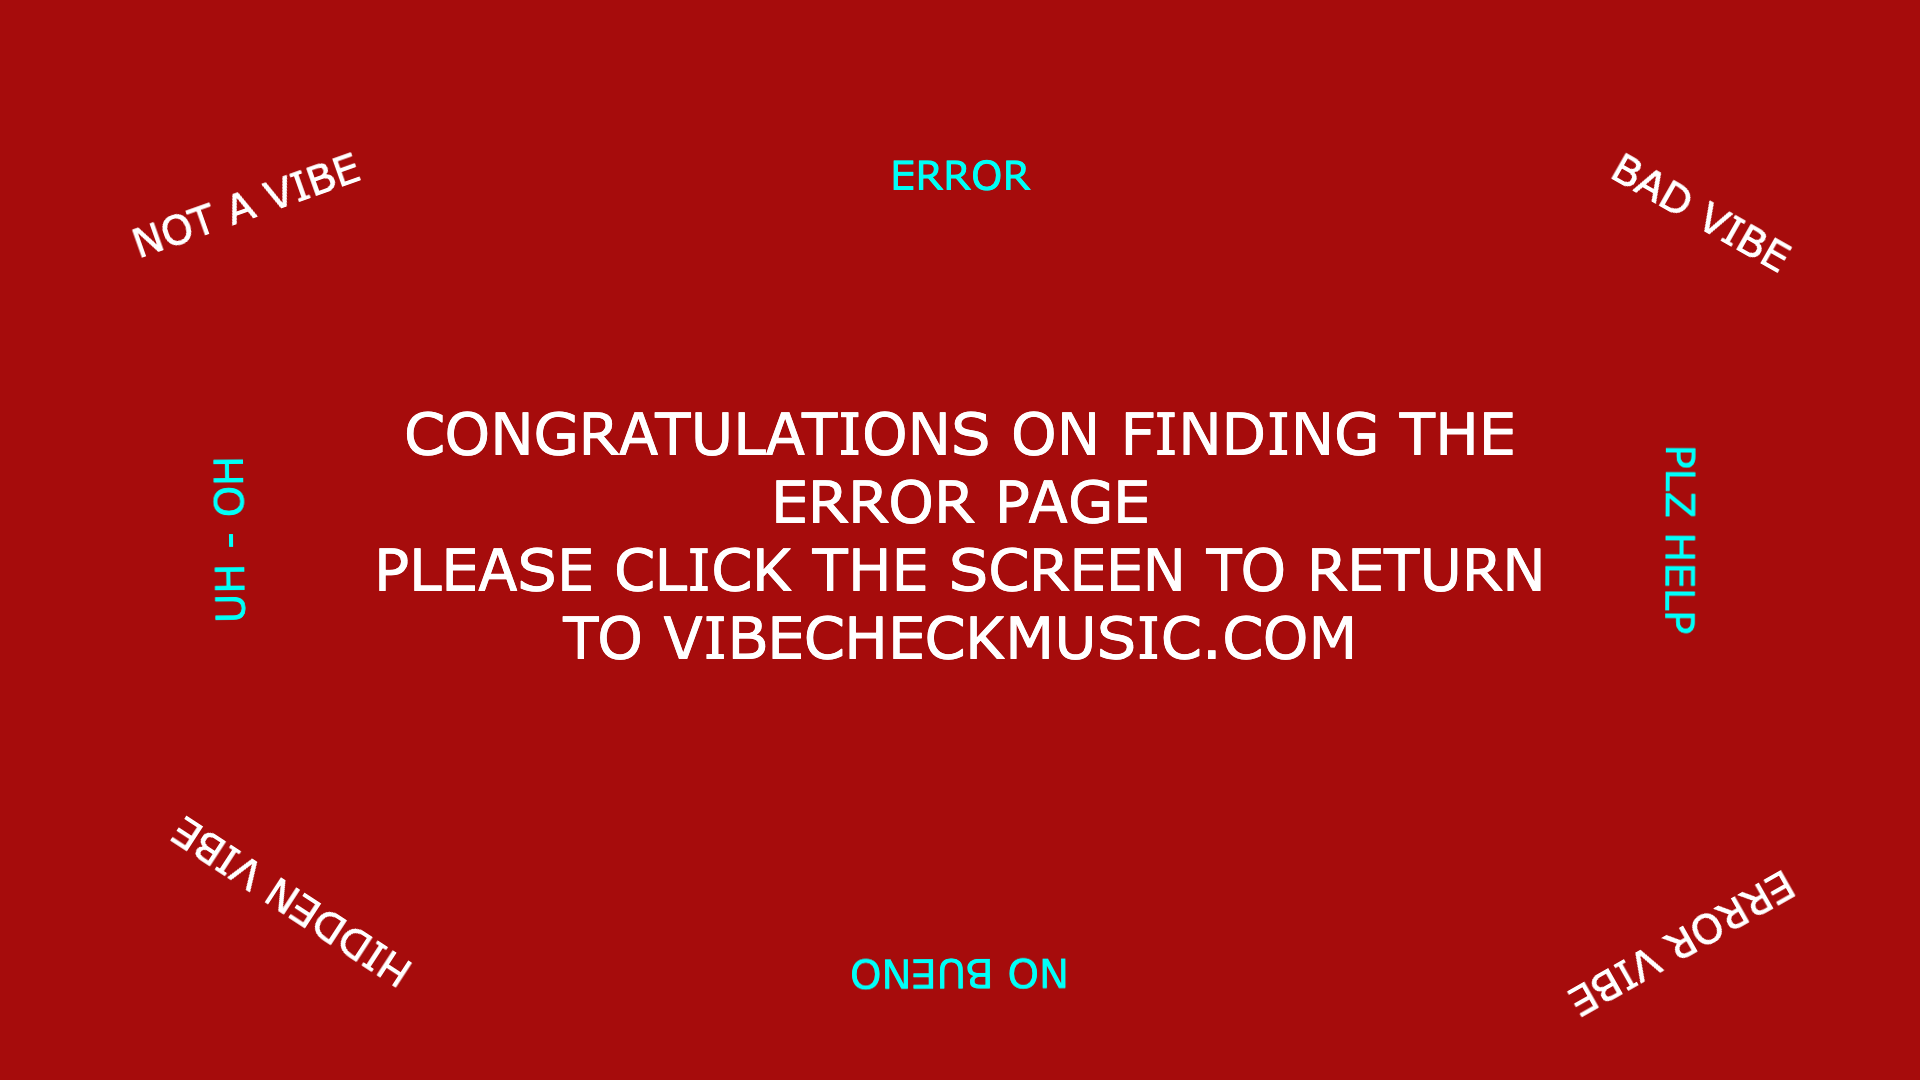 NOT A VIBE
ERROR
BAD VIBE
UH - OH
CONGRATULATIONS ON FINDING THE
ERROR PAGE
PLEASE CLICK THE SCREEN TO RETURN
TO VIBECHECKMUSIC.COM
PLZ HELP
HIDDEN VIBE
NO BUENO
ERROR VIBE